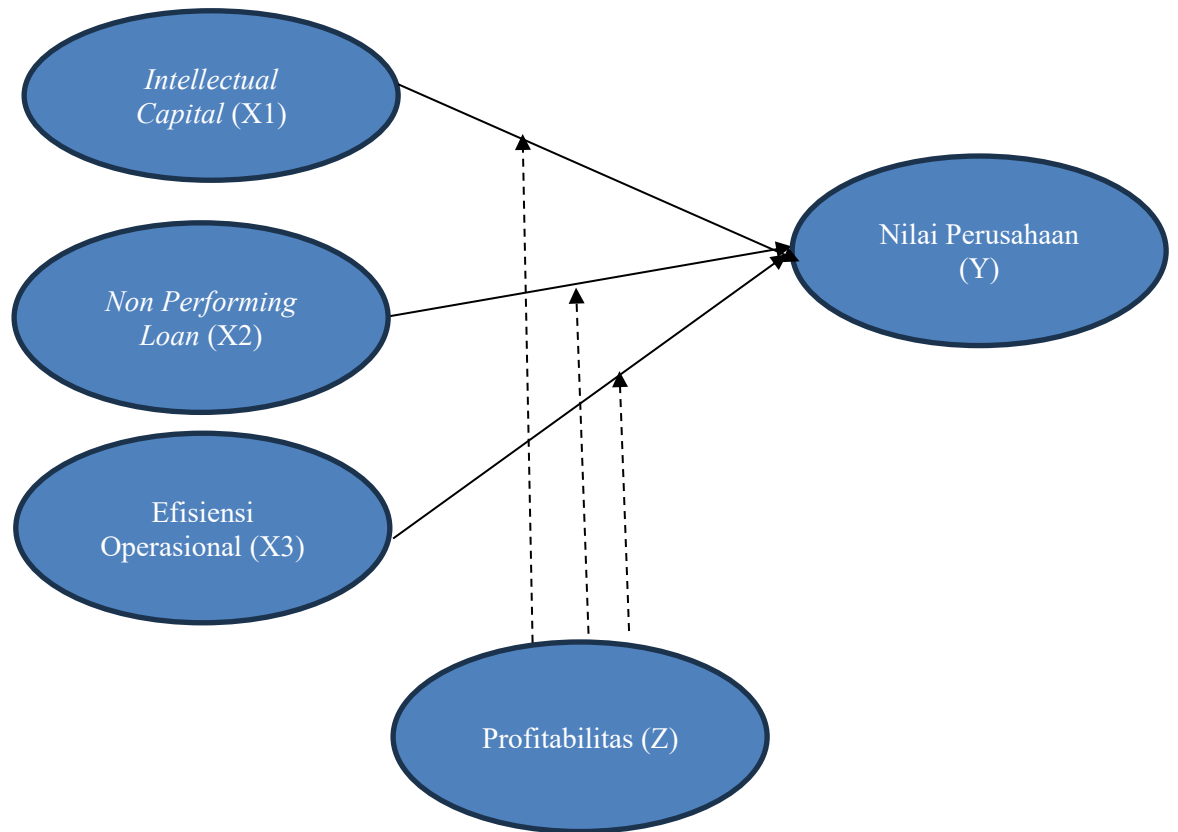 Intellectual
Capital (X1)
Nilai Perusahaan
(Y)
Non Performing
Loan (X2)
Efisiensi
Operasional (X3)
Profitabilitas (Z)